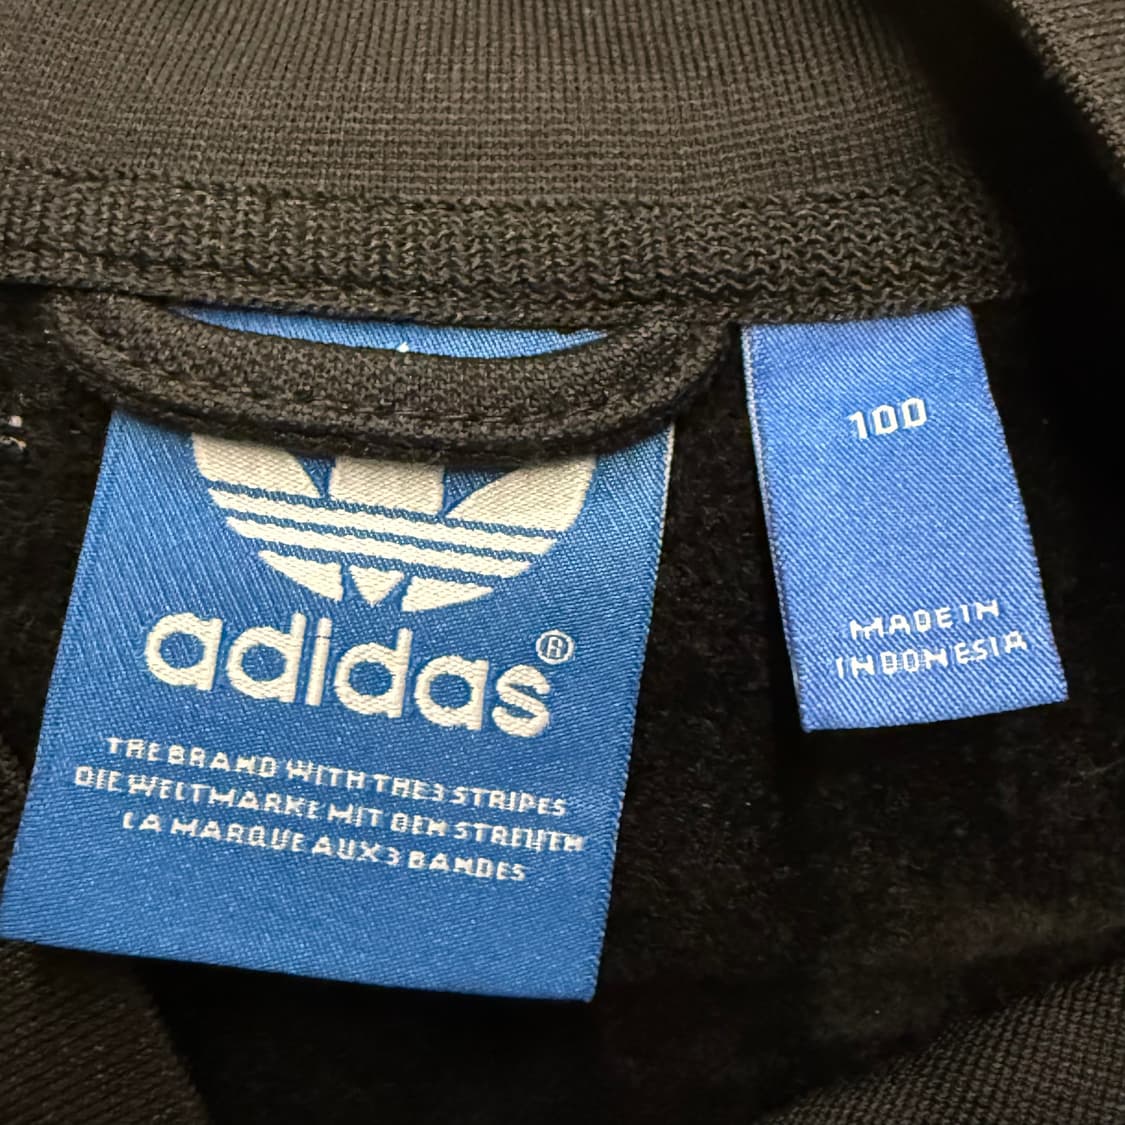 adidas®
THE BRAND WITH THE 3 STRIPES
DIE WELTMARKE MIT DEN STREIFEN
LA MARQUE AUX 3 BANDES
100
MADE IN
INDONESIA